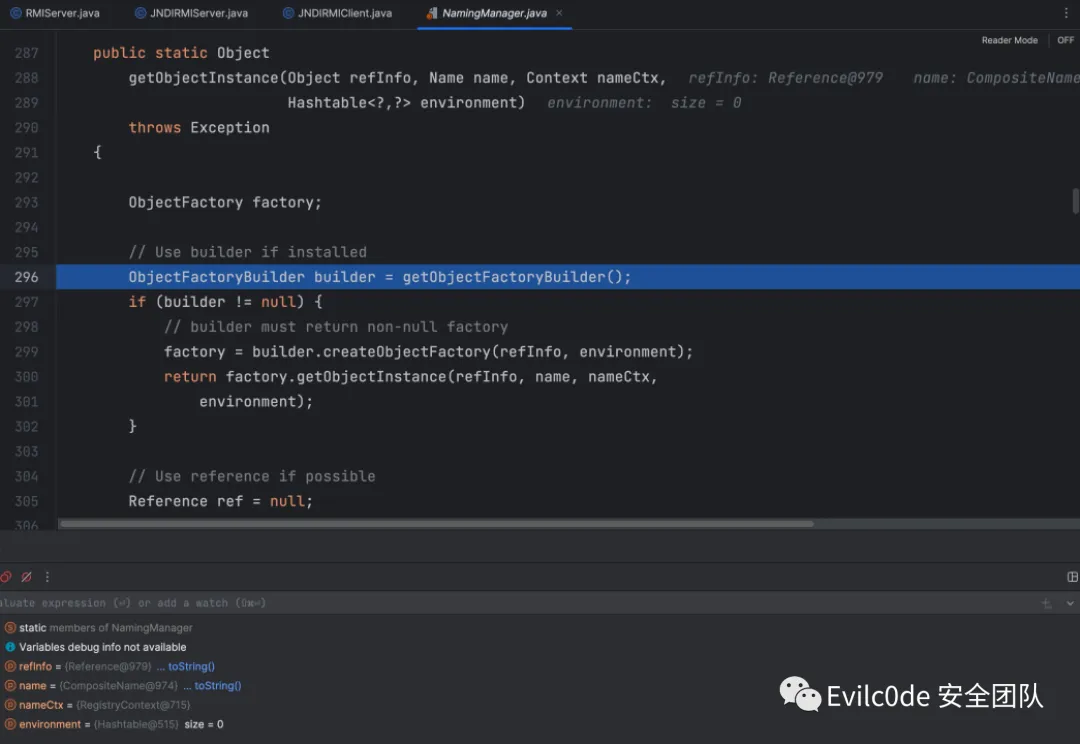 RMIServer.java JNDIRMIServer.java JNDIRMIClient.java NamingManager.java
Reader Mode OFF
287 public static Object
288 getObjectInstance(Object refInfo, Name name, Context nameCtx, refInfo: Reference@979 name: CompositeName
289 Hashtable<?,?> environment) environment: size = 0
290 throws Exception
291 {
292
293 ObjectFactory factory;
294
295 // Use builder if installed
296 ObjectFactoryBuilder builder = getObjectFactoryBuilder();
297 if (builder != null) {
298 // builder must return non-null factory
299 factory = builder.createObjectFactory(refInfo, environment);
300 return factory.getObjectInstance(refInfo, name, nameCtx,
301 environment);
302 }
303
304 // Use reference if possible
305 Reference ref = null;
306
aluate expression (⏎) or add a watch (⇧⌘⏎)
static members of NamingManager
Variables debug info not available
refInfo = {Reference@979} ... toString()
name = {CompositeName@974} ... toString()
nameCtx = {RegistryContext@715}
environment = {Hashtable@515} size = 0
Evilc0de 安全团队